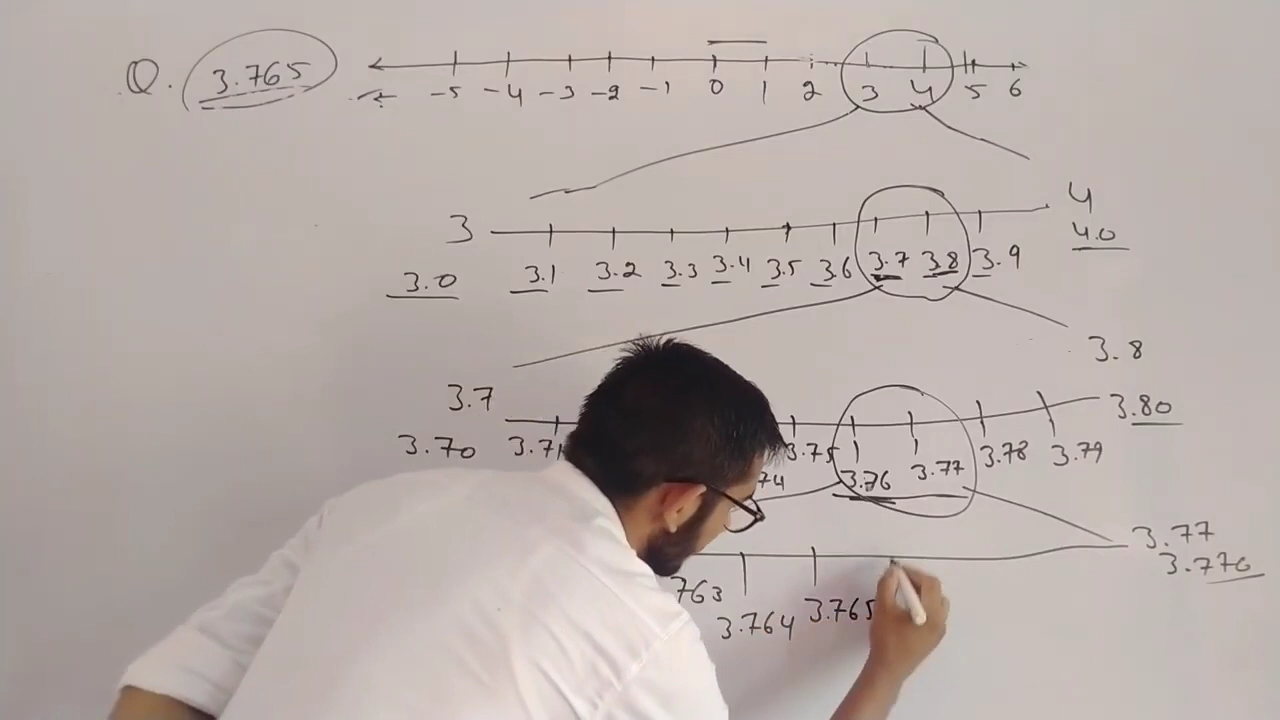 Q. 3.765
-5 -4 -3 -2 -1 0 1 2 3 4 5 6
3 4
3.0 3.1 3.2 3.3 3.4 3.5 3.6 3.7 3.8 3.9 4.0
3.7 3.8
3.70 3.71 74 3.75 3.76 3.77 3.78 3.79 3.80
3.77
763 3.764 3.765 3.770